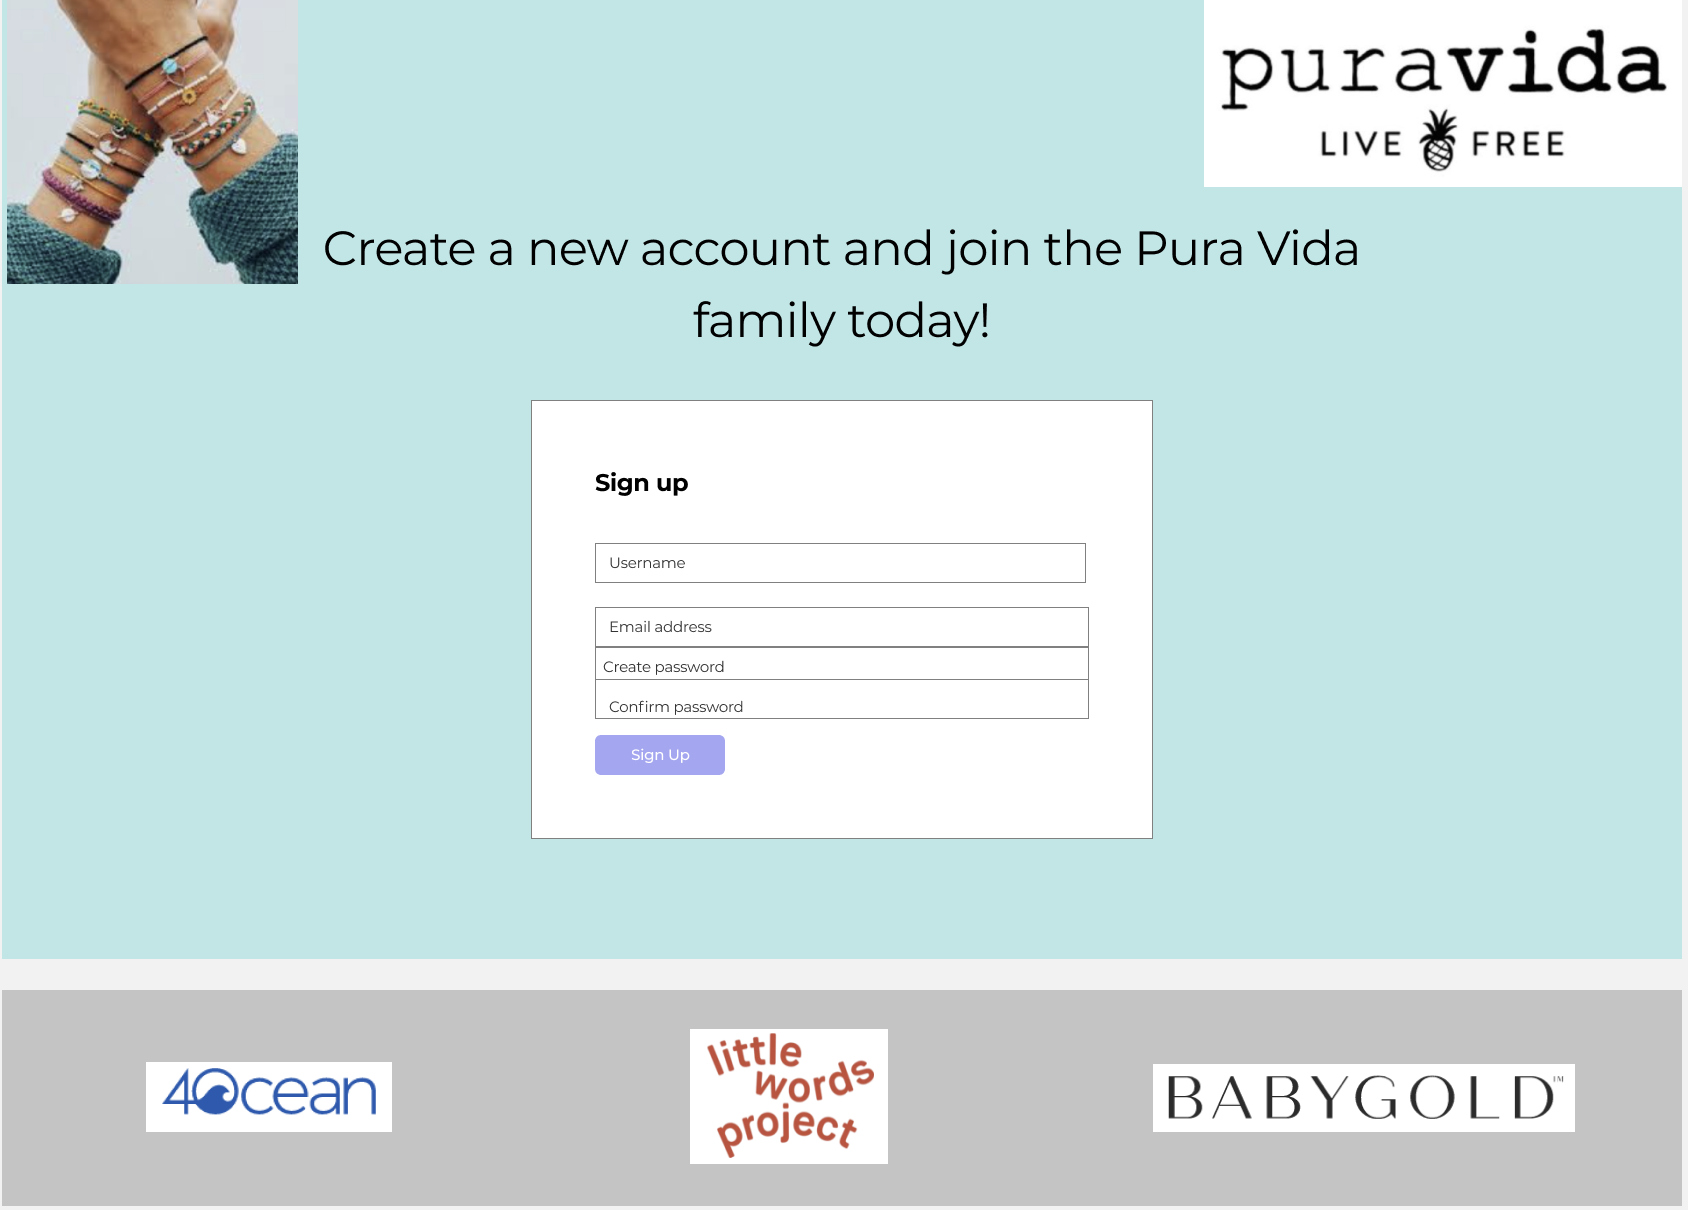 puravida
LIVE FREE
Create a new account and join the Pura Vida
family today!
Sign up
Username
Email address
Create password
Confirm password
Sign Up
4Ocean
little
words
project
BABYGOLD™